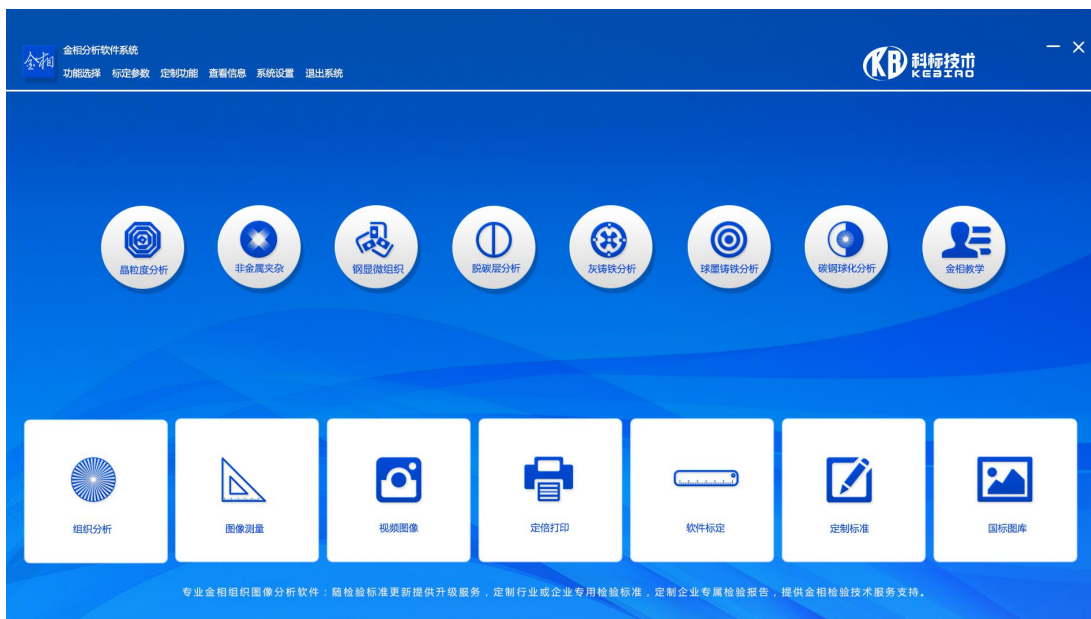 金相
金相分析软件系统
功能选择 标定参数 定制功能 查看信息 系统设置 退出系统
KB 科标技术
KEBIAO
晶粒度分析 非金属夹杂 钢显微组织 脱碳层分析 灰铸铁分析 球墨铸铁分析 碳钢球化分析 金相教学
组织分析 图像测量 视频图像 定倍打印 软件标定 定制标准 国标图库
专业金相组织图像分析软件：随检验标准更新提供升级服务，定制行业或企业专用检验标准，定制企业专属检验报告，提供金相检验技术服务支持。